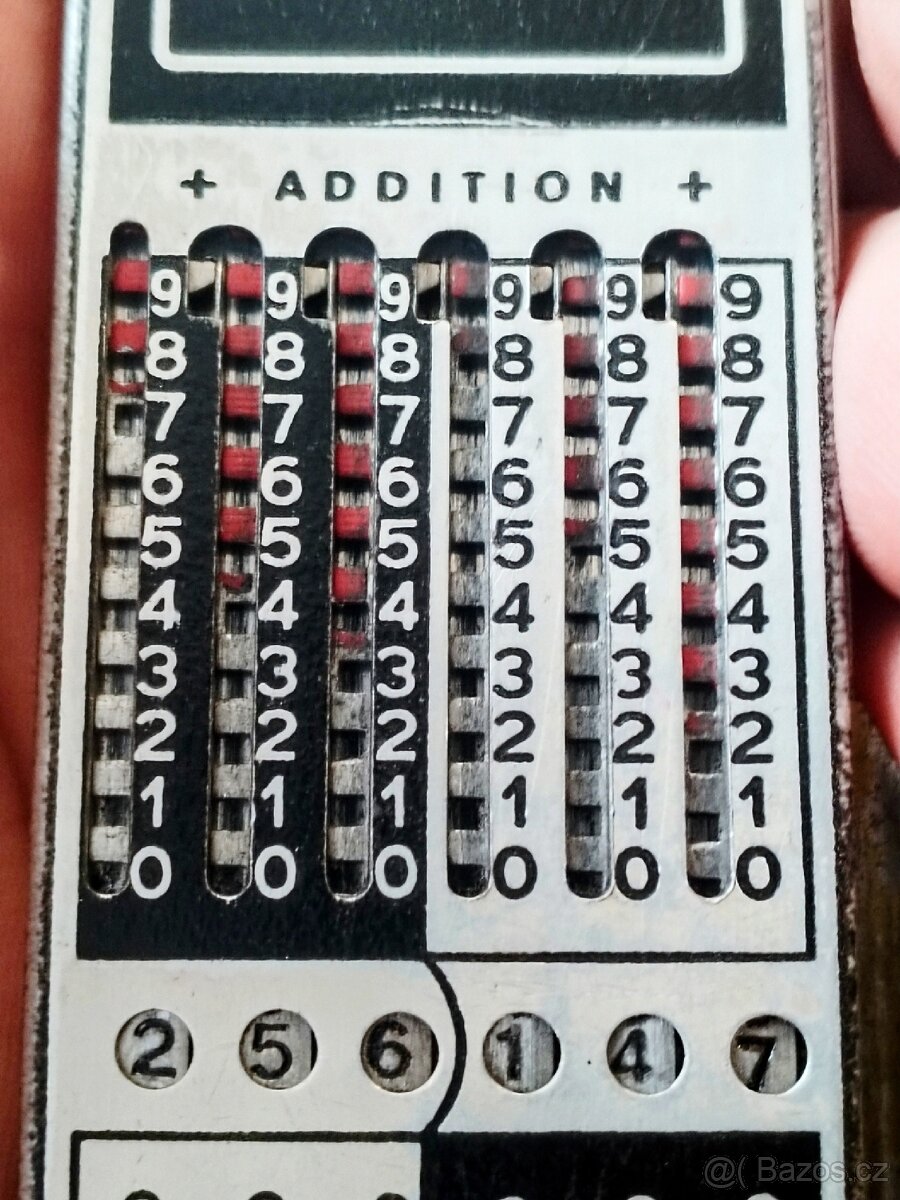 + ADDITION +
9 9 9 9 9 9
8 8 8 8 8 8
7 7 7 7 7 7
6 6 6 6 6 6
5 5 5 5 5 5
4 4 4 4 4 4
3 3 3 3 3 3
2 2 2 2 2 2
1 1 1 1 1 1
0 0 0 0 0 0
2 5 6 1 4 7
@( Bazos.cz